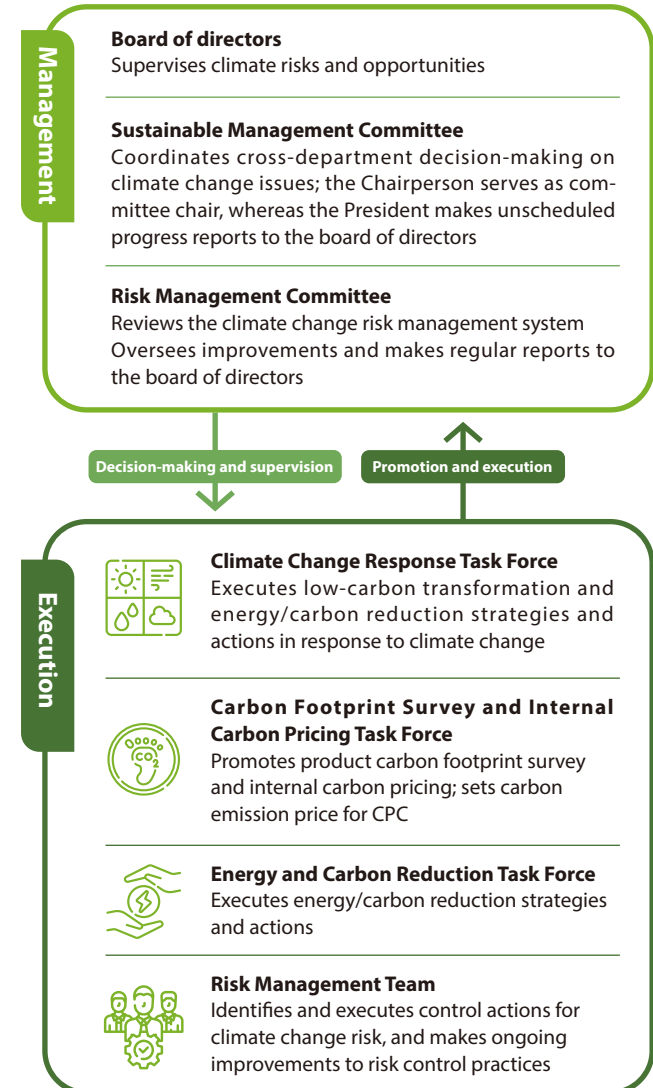 Management
Board of directors
Supervises climate risks and opportunities
Sustainable Management Committee
Coordinates cross-department decision-making on
climate change issues; the Chairperson serves as com-
mittee chair, whereas the President makes unscheduled
progress reports to the board of directors
Risk Management Committee
Reviews the climate change risk management system
Oversees improvements and makes regular reports to
the board of directors
Decision-making and supervision
Promotion and execution
Execution
Climate Change Response Task Force
Executes low-carbon transformation and
energy/carbon reduction strategies and
actions in response to climate change
Carbon Footprint Survey and Internal
Carbon Pricing Task Force
CO2
Promotes product carbon footprint survey
and internal carbon pricing; sets carbon
emission price for CPC
Energy and Carbon Reduction Task Force
Executes energy/carbon reduction strategies
and actions
Risk Management Team
Identifies and executes control actions for
climate change risk, and makes ongoing
improvements to risk control practices